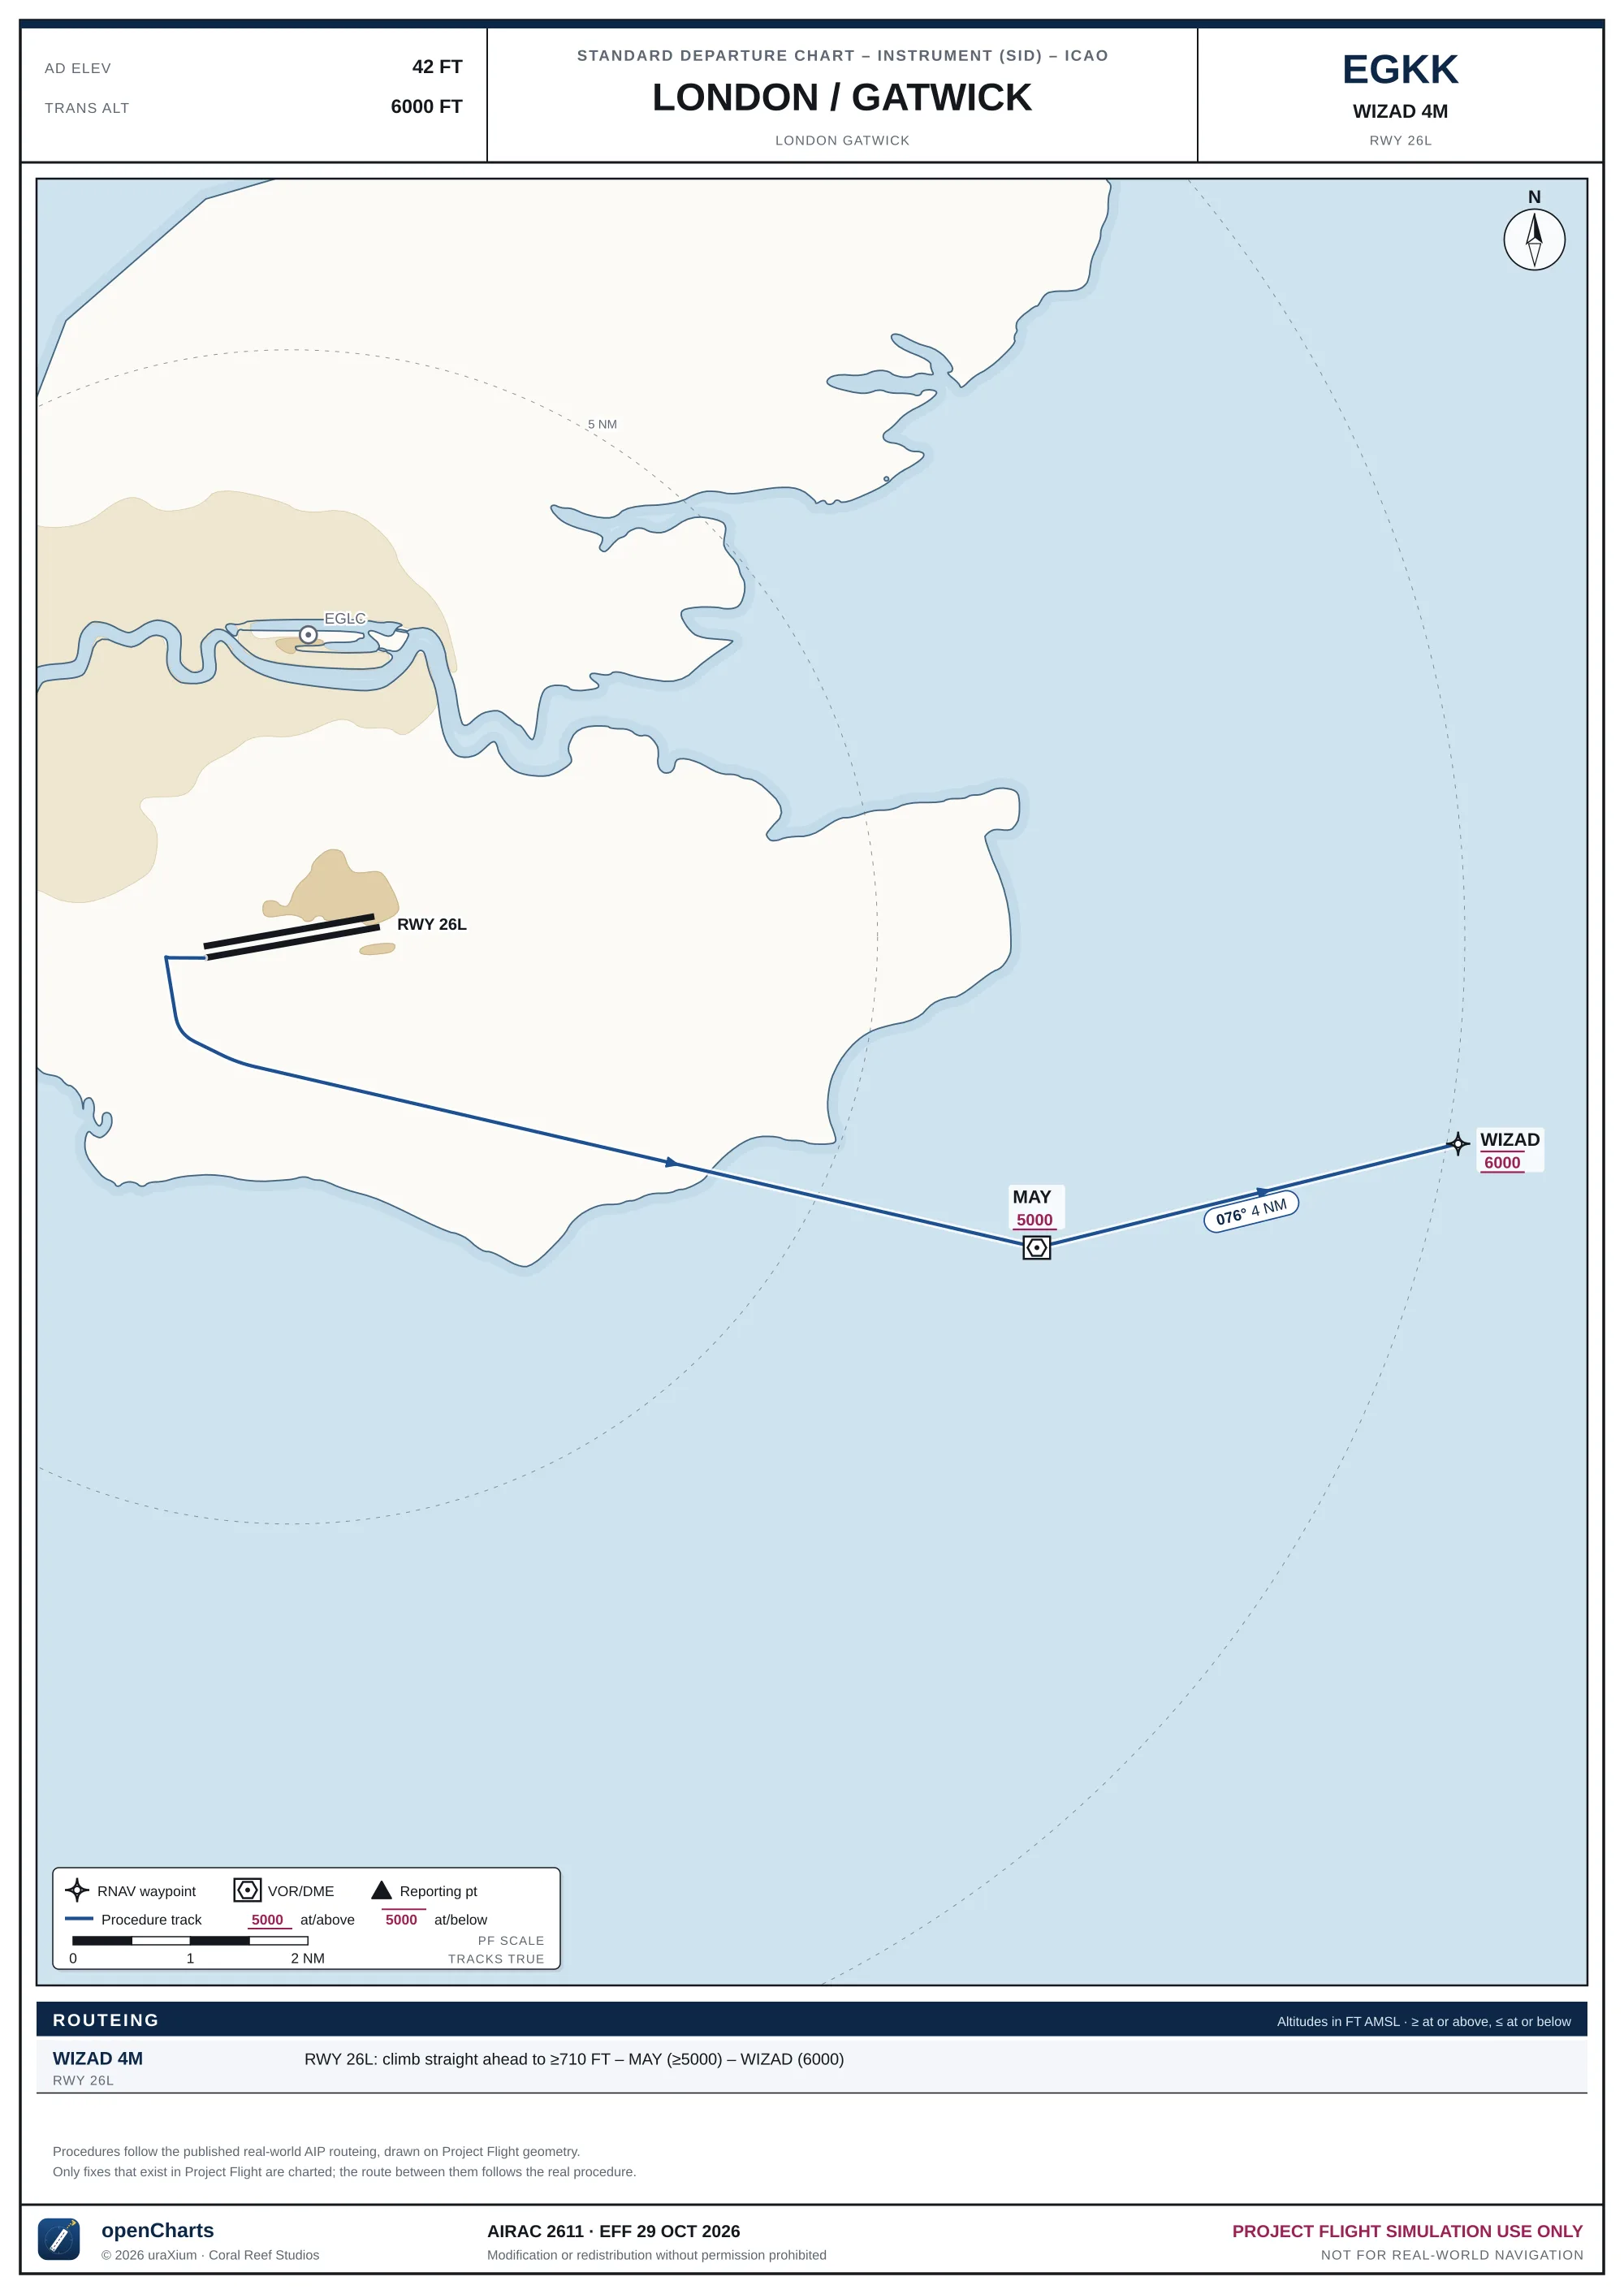 AD ELEV 42 FT
TRANS ALT 6000 FT
STANDARD DEPARTURE CHART – INSTRUMENT (SID) – ICAO
LONDON / GATWICK
LONDON GATWICK
EGKK
WIZAD 4M
RWY 26L
N
5 NM
EGLC
RWY 26L
WIZAD
6000
MAY
5000
076° 4 NM
RNAV waypoint VOR/DME Reporting pt
Procedure track 5000 at/above 5000 at/below
PF SCALE
0 1 2 NM TRACKS TRUE
ROUTEING Altitudes in FT AMSL · ≥ at or above, ≤ at or below
WIZAD 4M RWY 26L: climb straight ahead to ≥710 FT – MAY (≥5000) – WIZAD (6000)
RWY 26L
Procedures follow the published real-world AIP routeing, drawn on Project Flight geometry.
Only fixes that exist in Project Flight are charted; the route between them follows the real procedure.
openCharts AIRAC 2611 · EFF 29 OCT 2026 PROJECT FLIGHT SIMULATION USE ONLY
© 2026 uraXium · Coral Reef Studios Modification or redistribution without permission prohibited NOT FOR REAL-WORLD NAVIGATION